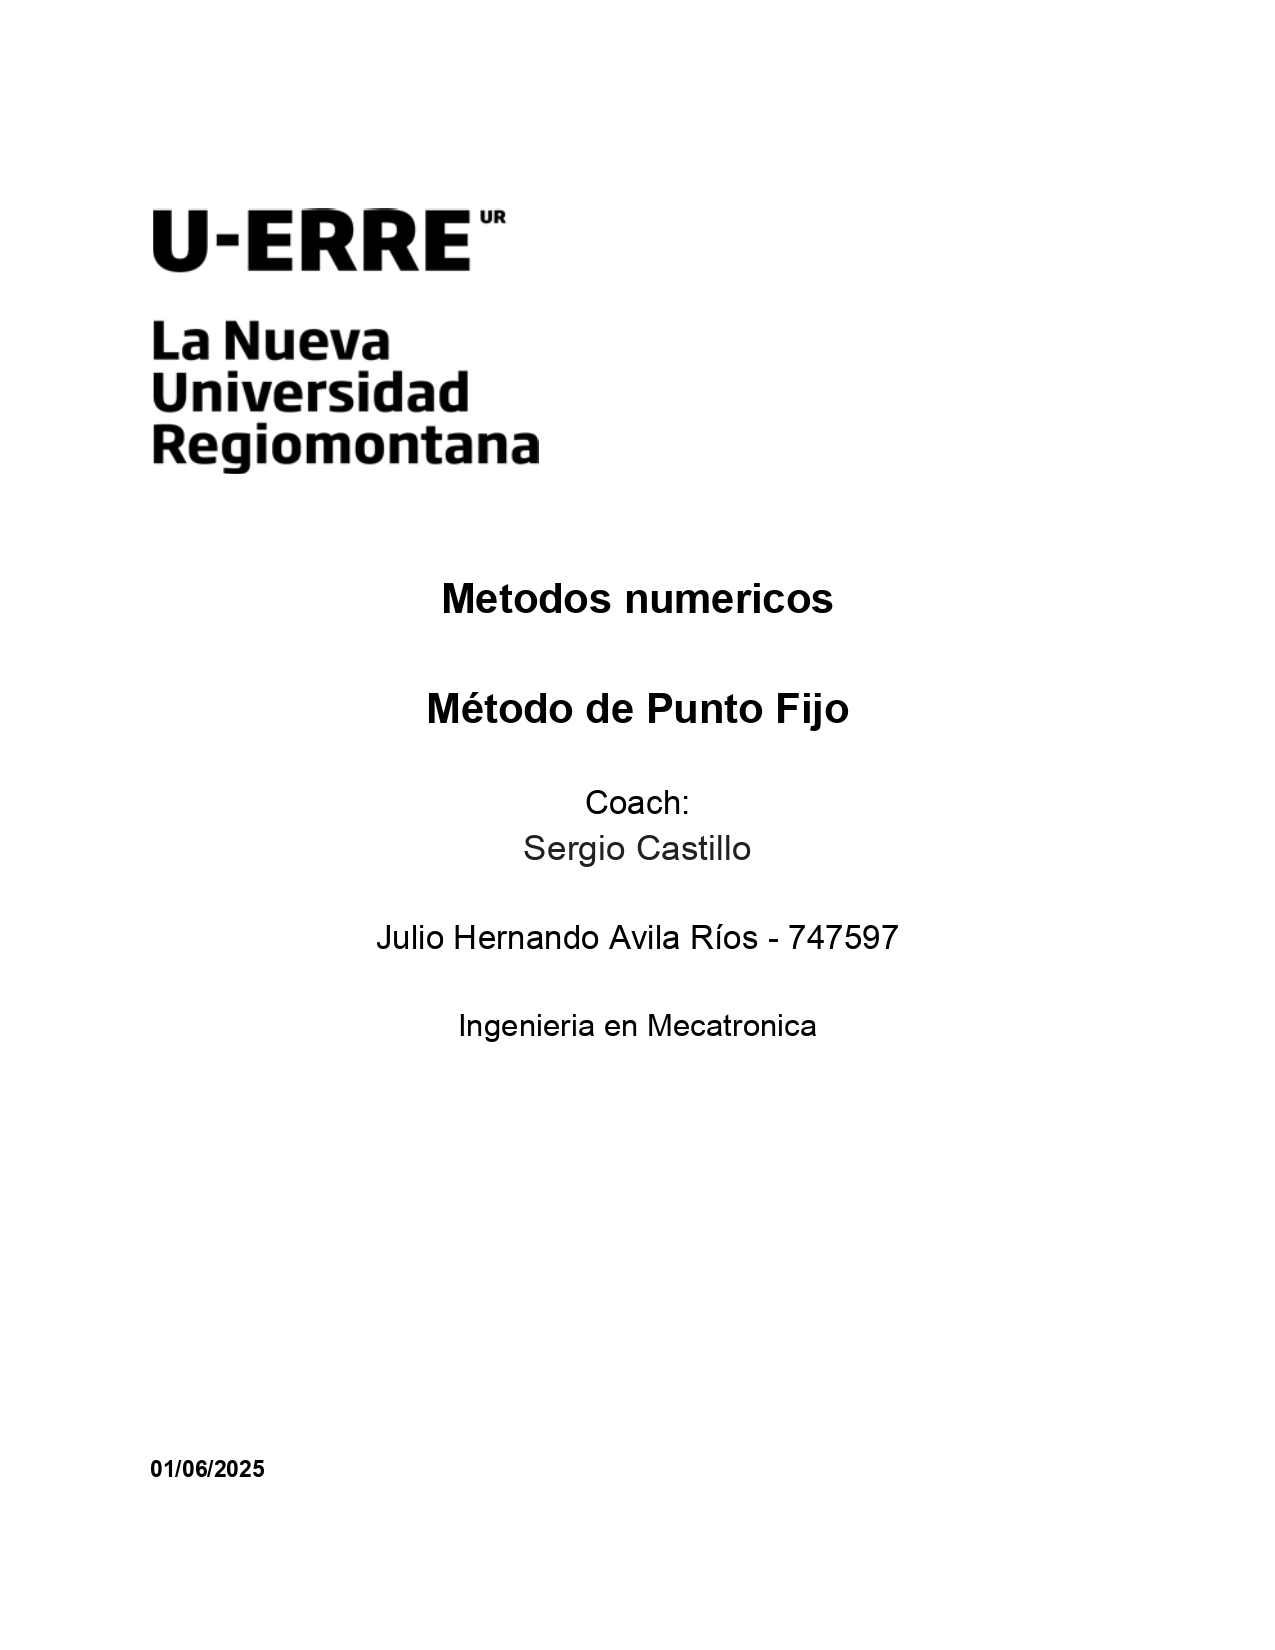 U-ERRE UR
La Nueva
Universidad
Regiomontana
Metodos numericos
Método de Punto Fijo
Coach:
Sergio Castillo
Julio Hernando Avila Ríos - 747597
Ingenieria en Mecatronica
01/06/2025